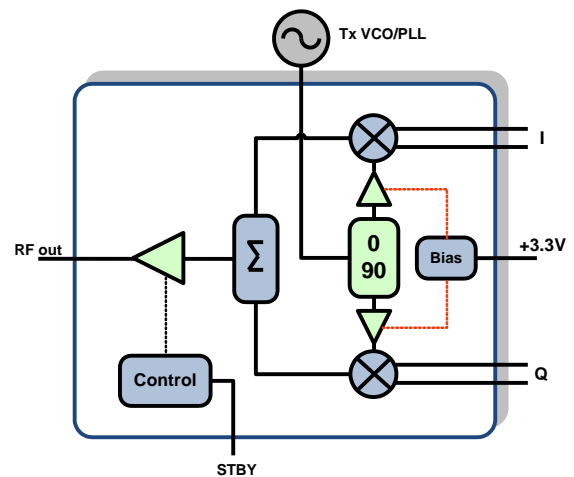 Tx VCO/PLL
I
RF out
Σ
0
90
Bias
+3.3V
Control
Q
STBY